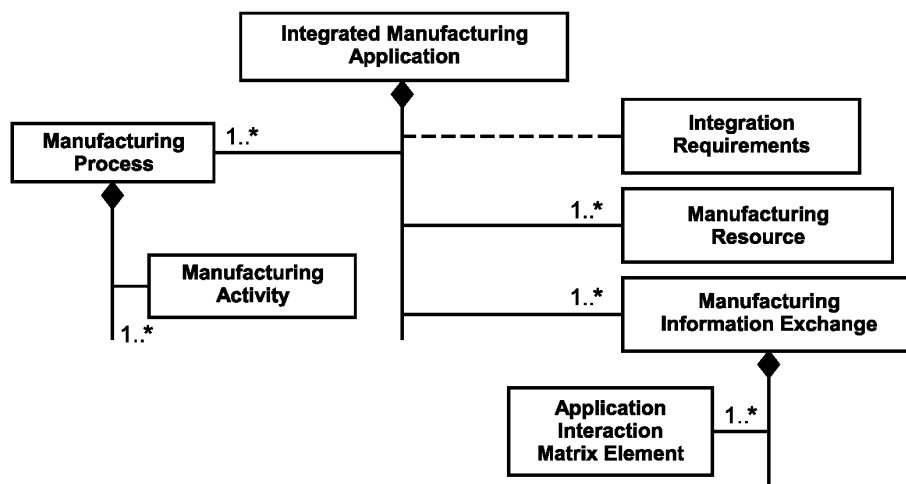 Integrated Manufacturing
Application
Manufacturing
Process
1..*
Integration
Requirements
1..*
Manufacturing
Resource
Manufacturing
Activity
1..*
1..*
Manufacturing
Information Exchange
Application
Interaction
Matrix Element
1..*